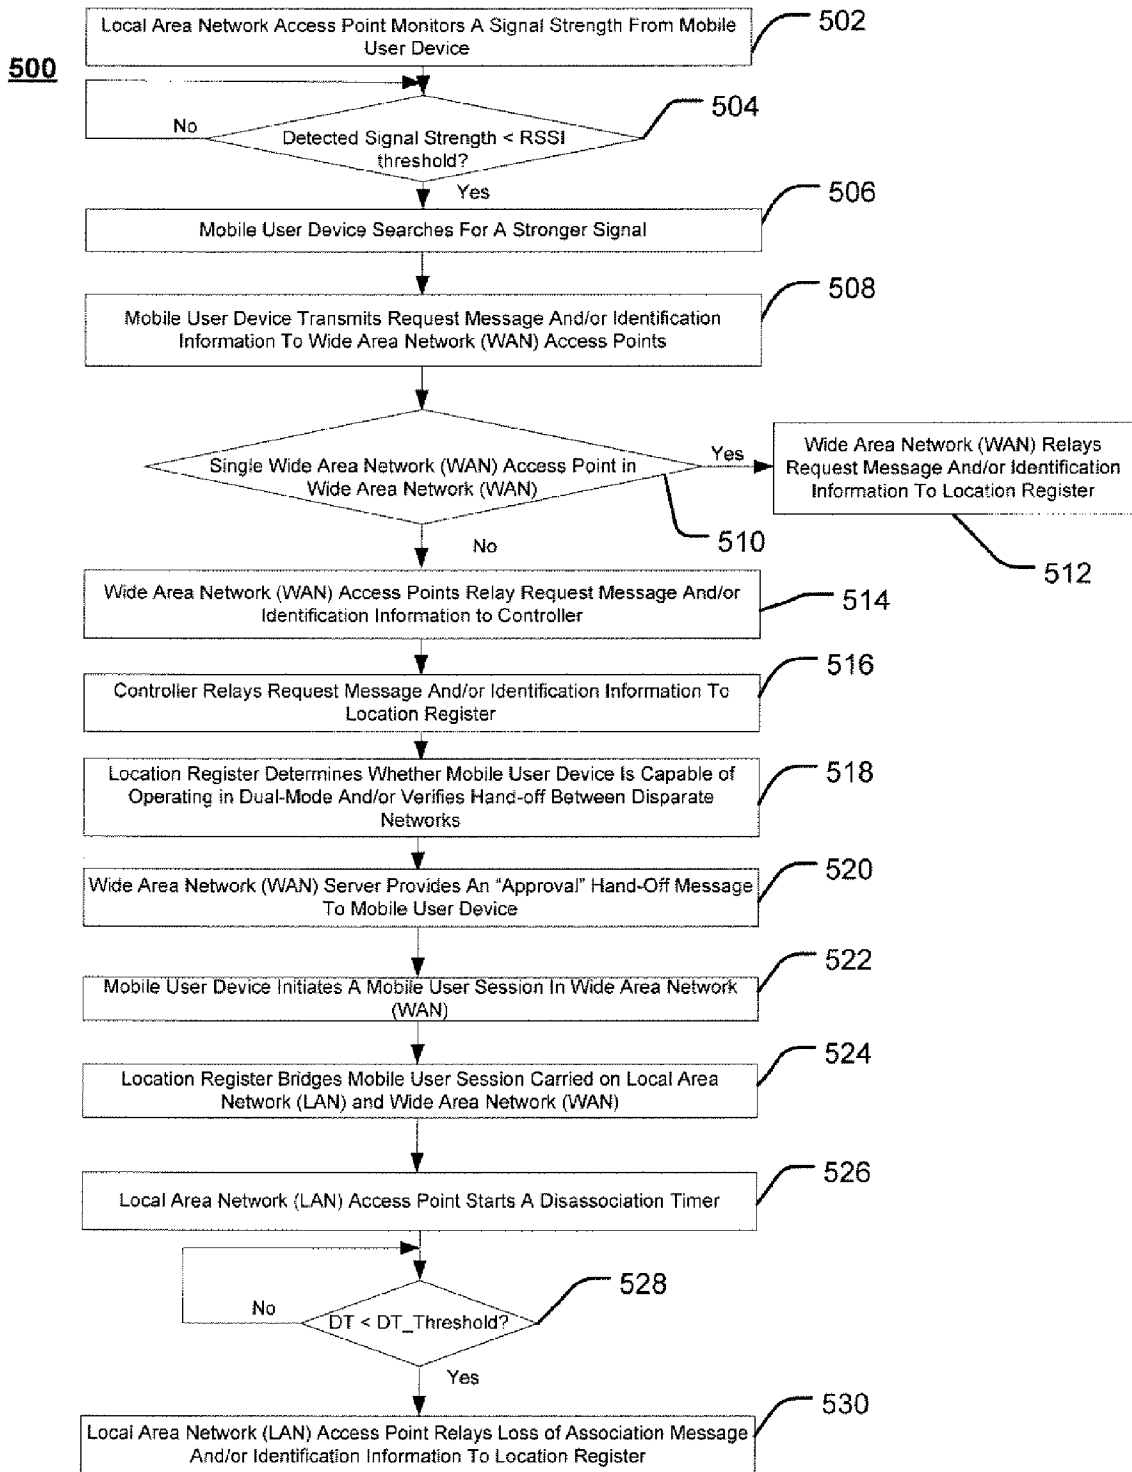 Local Area Network Access Point Monitors A Signal Strength From Mobile
User Device
502
500
504
No
Detected Signal Strength < RSSI
threshold?
Yes
506
Mobile User Device Searches For A Stronger Signal
508
Mobile User Device Transmits Request Message And/or Identification
Information To Wide Area Network (WAN) Access Points
Single Wide Area Network (WAN) Access Point in
Wide Area Network (WAN)
Yes
Wide Area Network (WAN) Relays
Request Message And/or Identification
Information To Location Register
510
512
No
Wide Area Network (WAN) Access Points Relay Request Message And/or
Identification Information to Controller
514
516
Controller Relays Request Message And/or Identification Information To
Location Register
518
Location Register Determines Whether Mobile User Device Is Capable of
Operating in Dual-Mode And/or Verifies Hand-off Between Disparate
Networks
520
Wide Area Network (WAN) Server Provides An "Approval" Hand-Off Message
To Mobile User Device
522
Mobile User Device Initiates A Mobile User Session In Wide Area Network
(WAN)
524
Location Register Bridges Mobile User Session Carried on Local Area
Network (LAN) and Wide Area Network (WAN)
526
Local Area Network (LAN) Access Point Starts A Disassociation Timer
528
No
DT < DT_Threshold?
Yes
530
Local Area Network (LAN) Access Point Relays Loss of Association Message
And/or Identification Information To Location Register